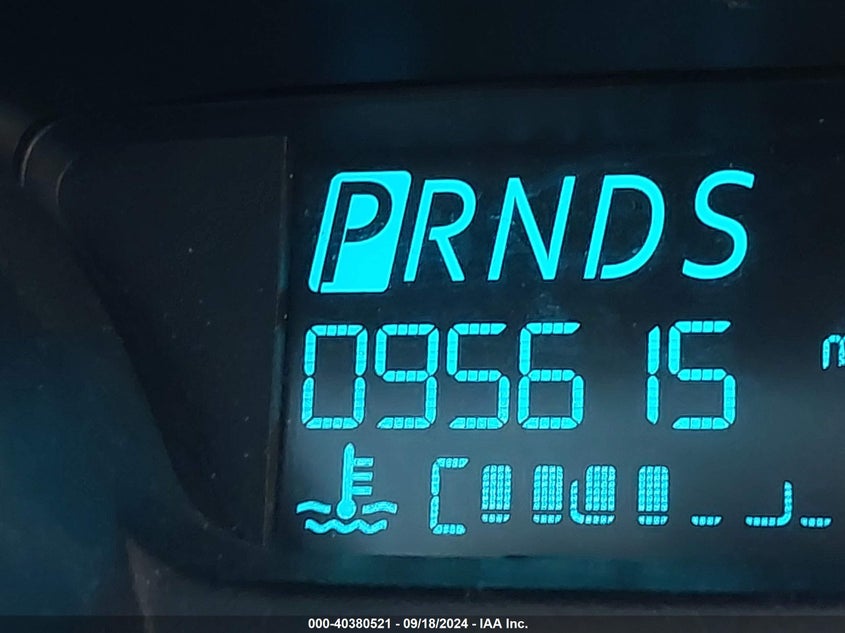 PRNDS
095615
C
000-40380521 - 09/18/2024 - IAA Inc.